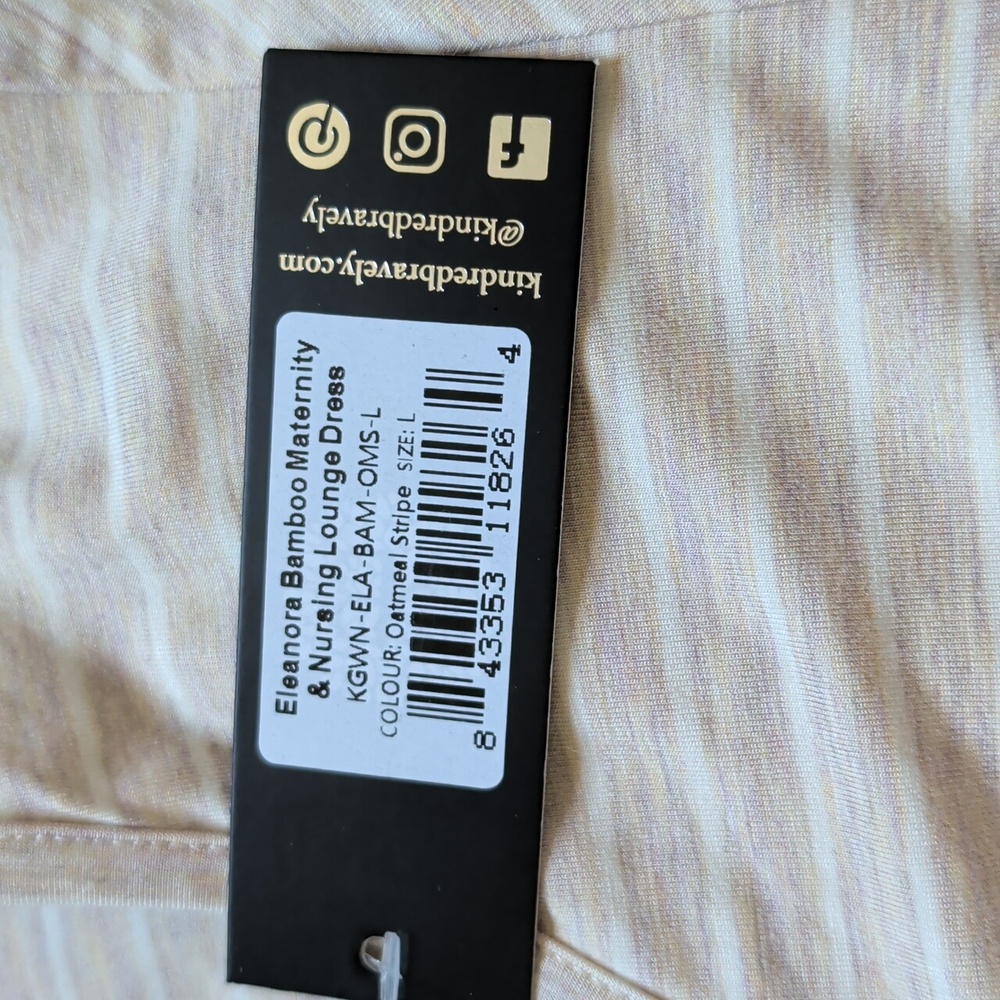 @kindredbravely
kindredbravely.com
Eleanora Bamboo Maternity
& Nursing Lounge Dress
KGWN-ELA-BAM-OMS-L
COLOUR: Oatmeal Stripe SIZE: L
8 43353 11826 4